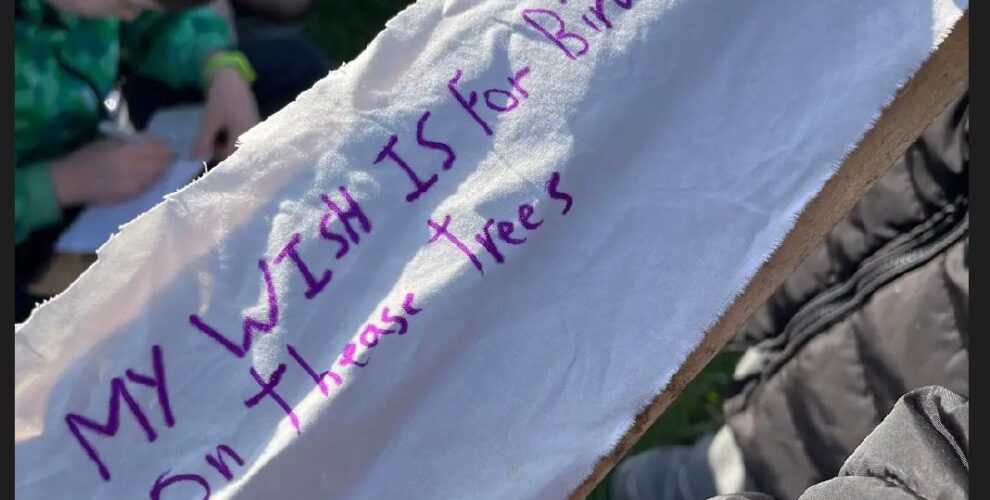 MY WISH IS For
On thease trees